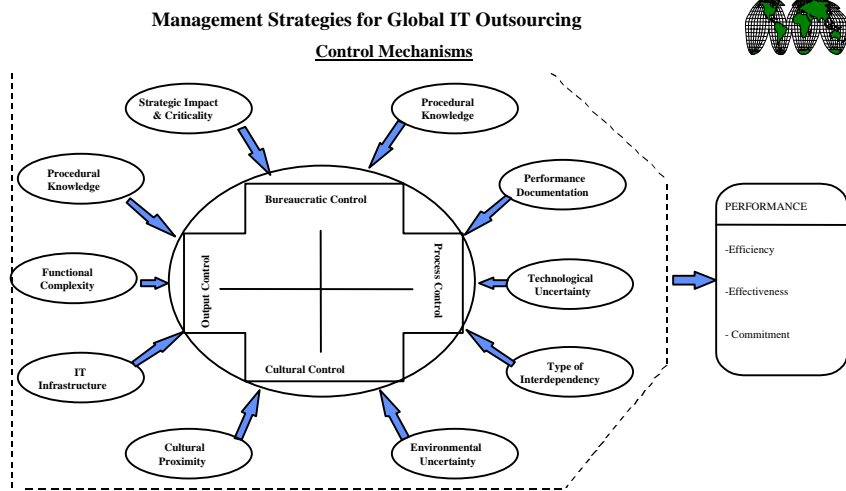 Management Strategies for Global IT Outsourcing
Control Mechanisms
Strategic Impact
& Criticality
Procedural
Knowledge
Procedural
Knowledge
Performance
Documentation
Bureaucratic Control
Functional
Complexity
Output Control
Process Control
Technological
Uncertainty
IT
Infrastructure
Cultural Control
Type of
Interdependency
Cultural
Proximity
Environmental
Uncertainty
PERFORMANCE
-Efficiency
-Effectiveness
- Commitment